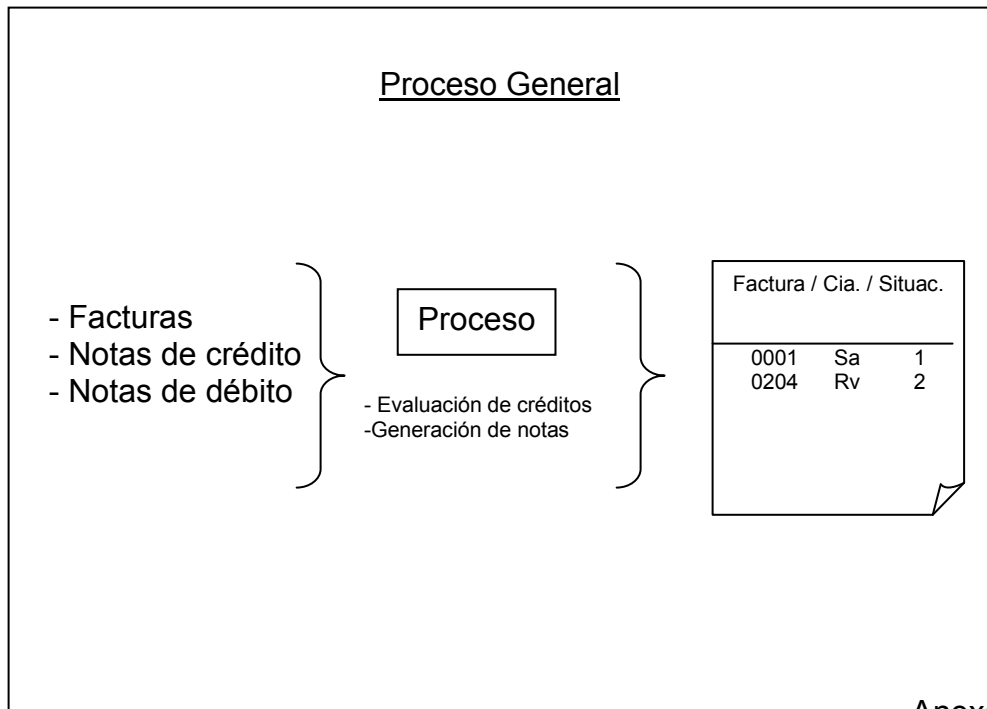 Proceso General
- Facturas
- Notas de crédito
- Notas de débito
Proceso
- Evaluación de créditos
-Generación de notas
Factura / Cia. / Situac.
0001 Sa 1
0204 Rv 2